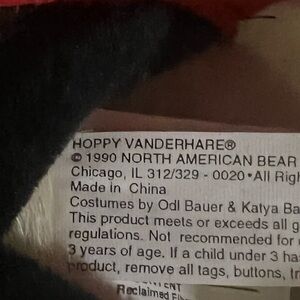 HOPPY VANDERHARE®
© 1990 NORTH AMERICAN BEAR
Chicago, IL 312/329 - 0020 • All Righ
Made in China
Costumes by Odl Bauer & Katya Ba
This product meets or exceeds all g
regulations. Not recommended for
3 years of age. If a child under 3 ha
product, remove all tags, buttons, tr
Reclaimed